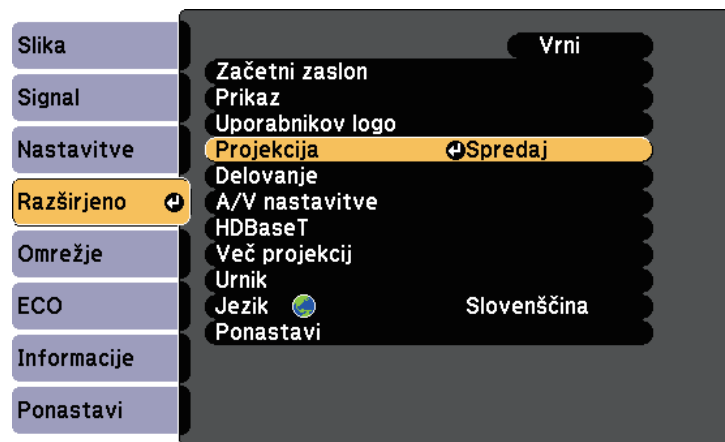 Slika
Signal
Nastavitve
Razširjeno
Omrežje
ECO
Informacije
Ponastavi
Vrni
Začetni zaslon
Prikaz
Uporabnikov logo
Projekcija Spredaj
Delovanje
A/V nastavitve
HDBaseT
Več projekcij
Urnik
Jezik Slovenščina
Ponastavi